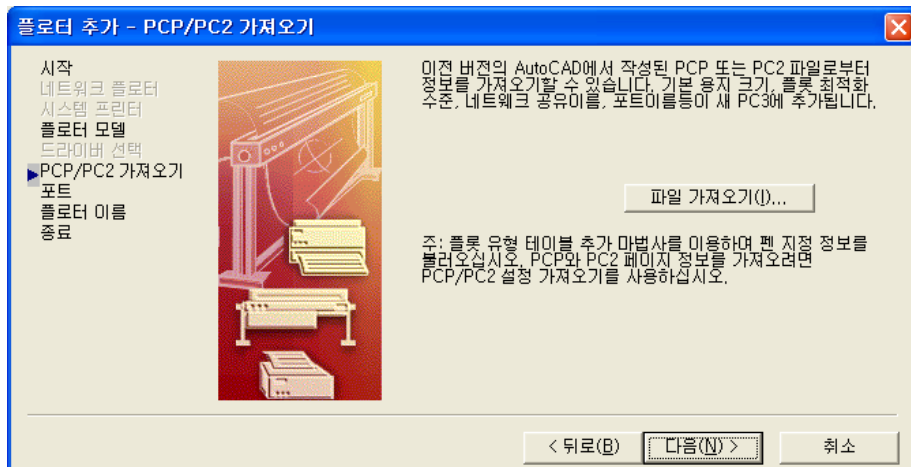 플로터 추가 - PCP/PC2 가져오기
시작
네트워크 플로터
시스템 프린터
플로터 모델
드라이버 선택
PCP/PC2 가져오기
포트
플로터 이름
종료
이전 버전의 AutoCAD에서 작성된 PCP 또는 PC2 파일로부터
정보를 가져오기할 수 있습니다. 기본 용지 크기, 플롯 최적화
수준, 네트워크 공유이름, 포트이름등이 새 PC3에 추가됩니다.
파일 가져오기(I)...
주: 플롯 유형 테이블 추가 마법사를 이용하여 펜 지정 정보를
불러오십시오. PCP와 PC2 페이지 정보를 가져오려면
PCP/PC2 설정 가져오기를 사용하십시오.
< 뒤로(B)
다음(N) >
취소